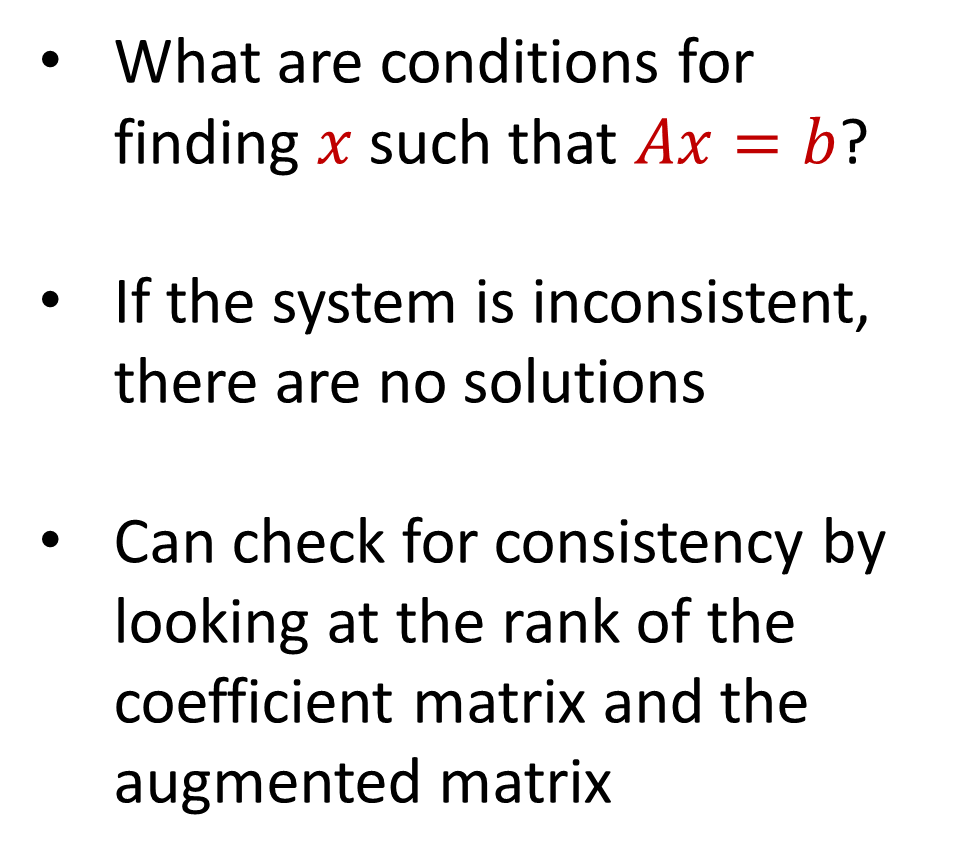 • What are conditions for
finding x such that Ax = b?
• If the system is inconsistent,
there are no solutions
• Can check for consistency by
looking at the rank of the
coefficient matrix and the
augmented matrix